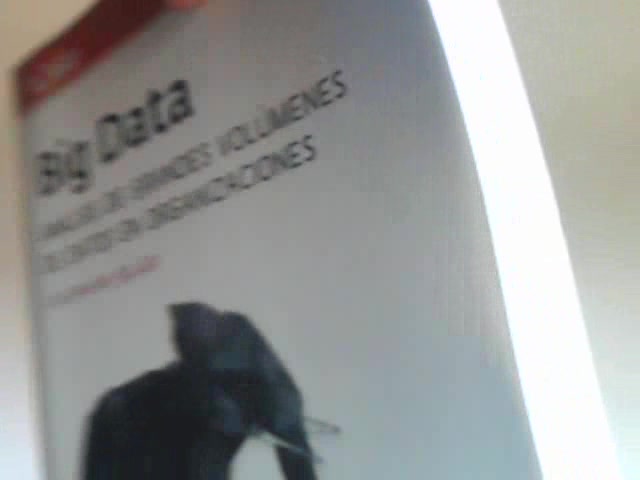 Big Data
ANÁLISIS DE GRANDES VOLÚMENES
DE DATOS EN ORGANIZACIONES